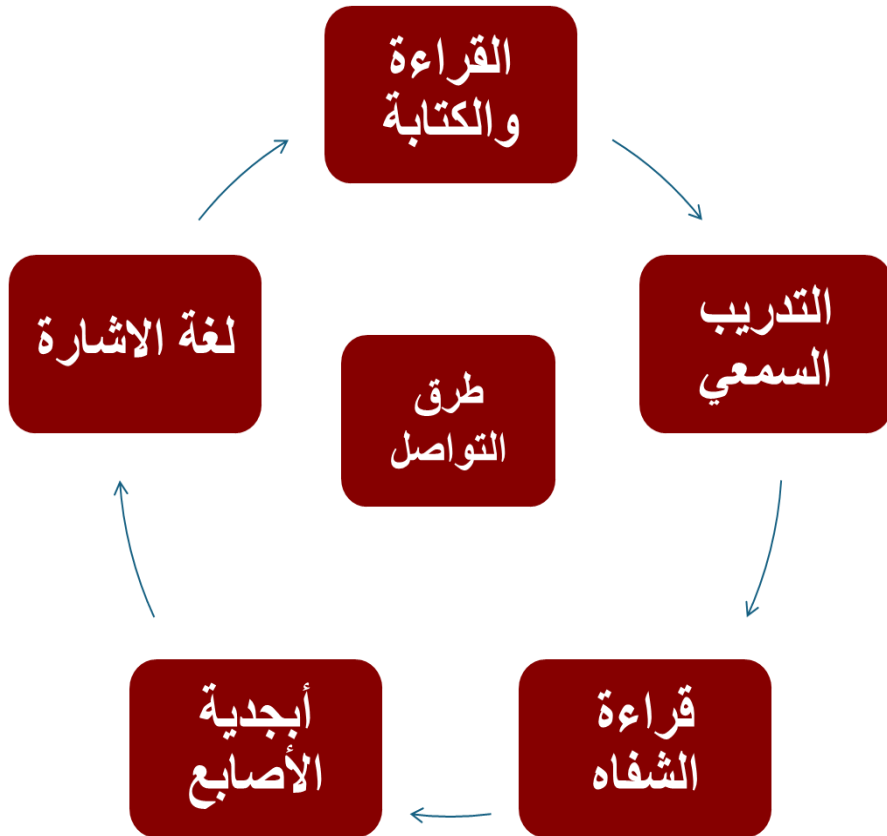 القراءة
والكتابة
التدريب
السمعي
قراءة
الشفاه
أبجدية
الأصابع
لغة الاشارة
طرق
التواصل